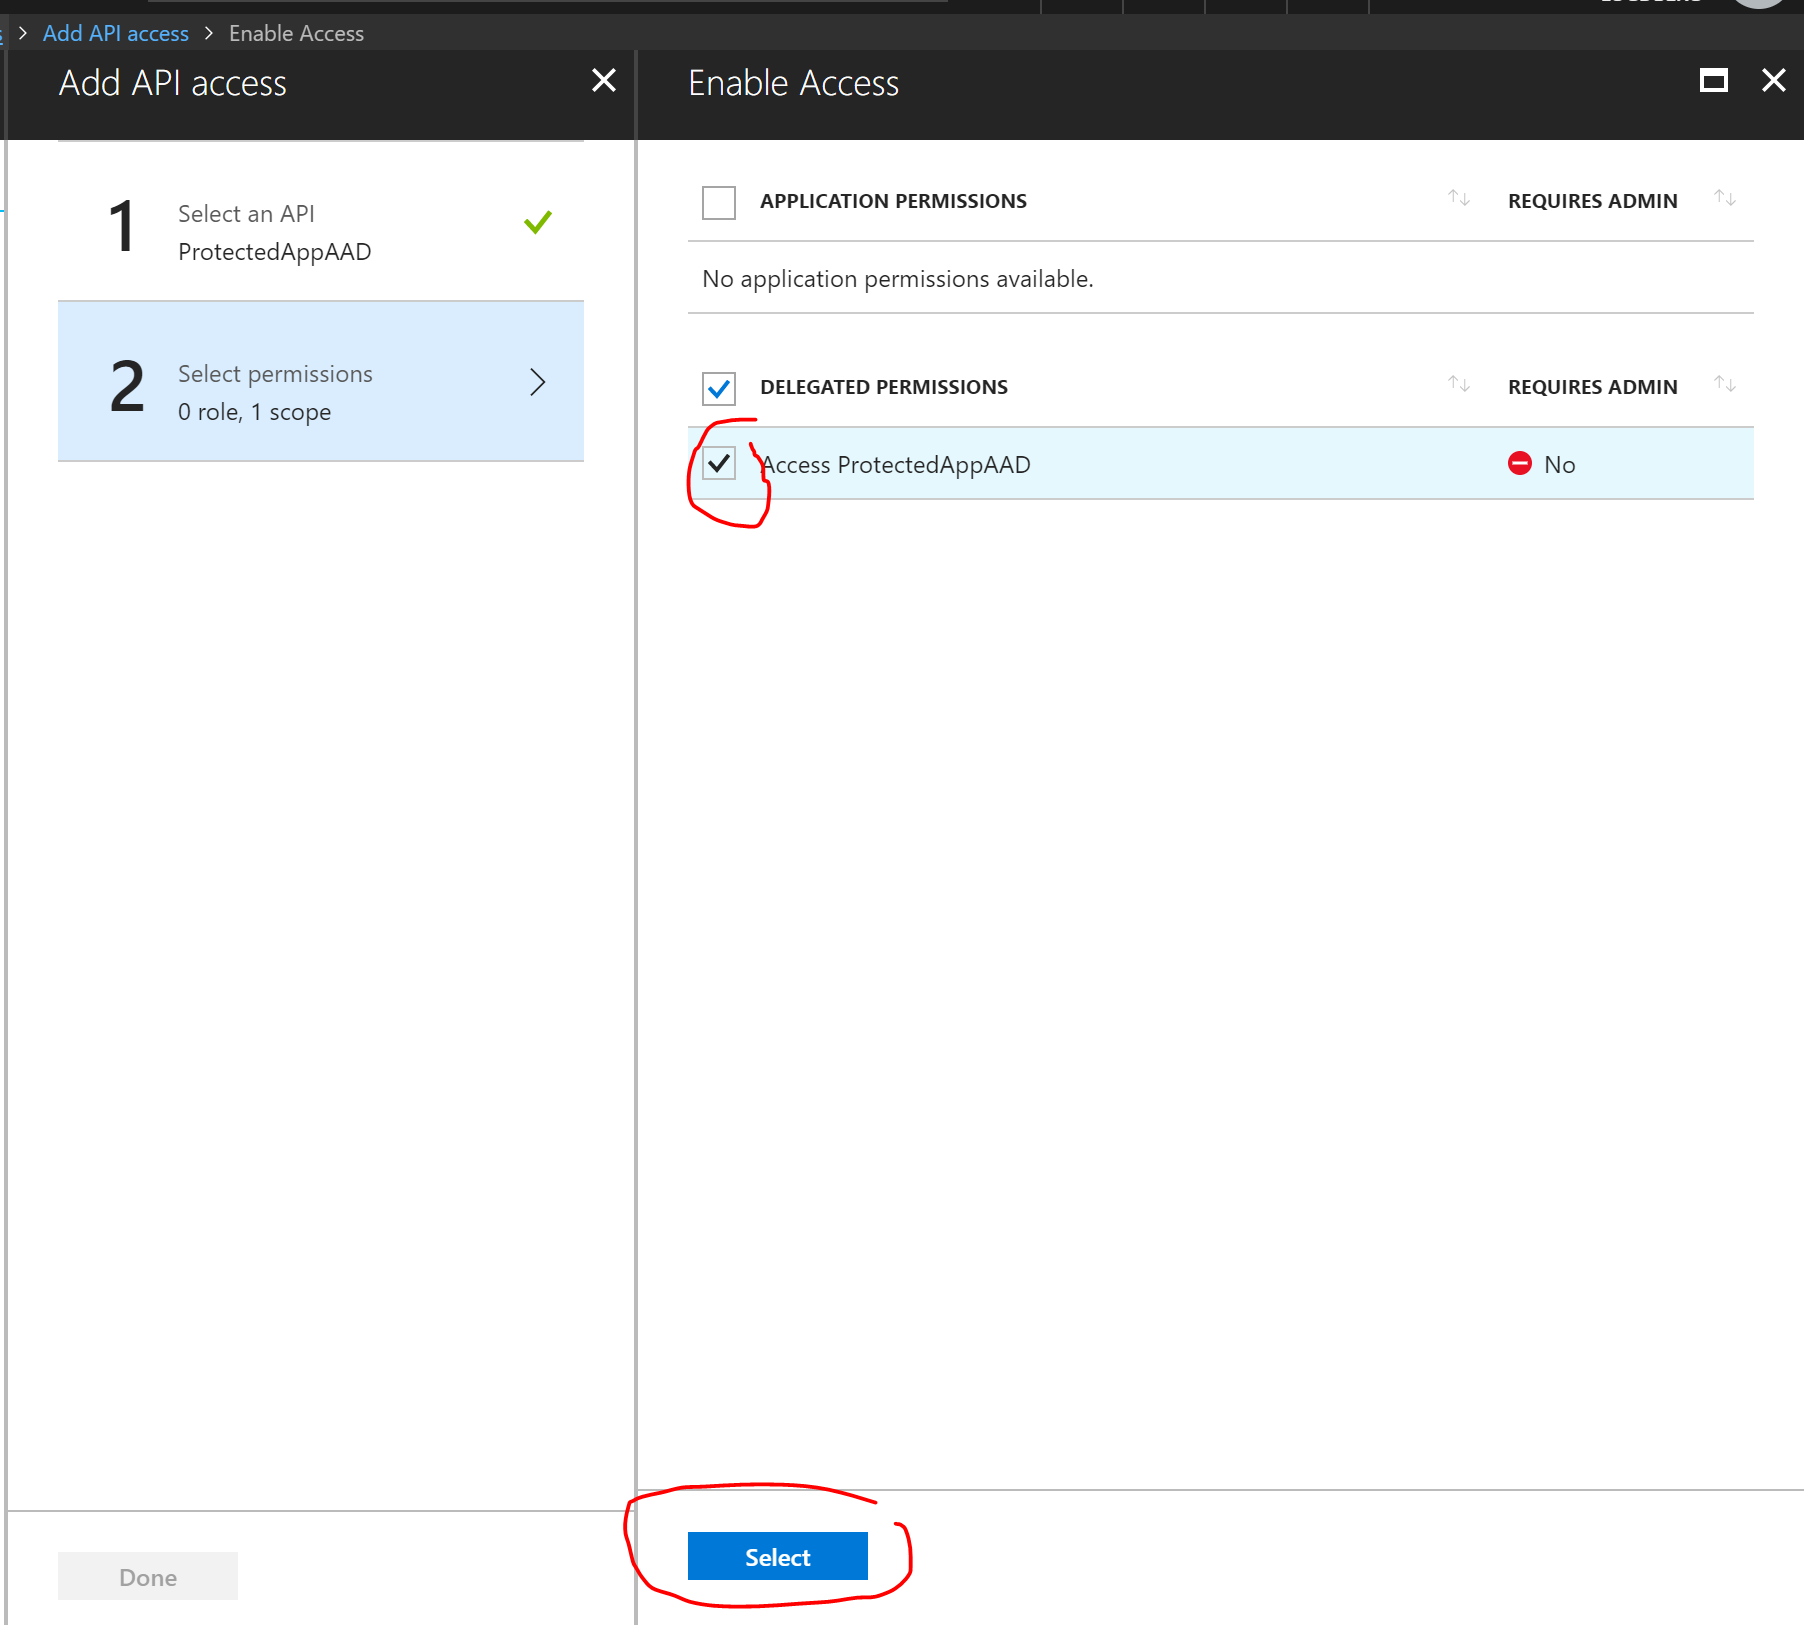 Add API access > Enable Access
Add API access
Enable Access
1
Select an API
ProtectedAppAAD
2
Select permissions
0 role, 1 scope
APPLICATION PERMISSIONS
REQUIRES ADMIN
No application permissions available.
DELEGATED PERMISSIONS
REQUIRES ADMIN
Access ProtectedAppAAD
No
Done
Select